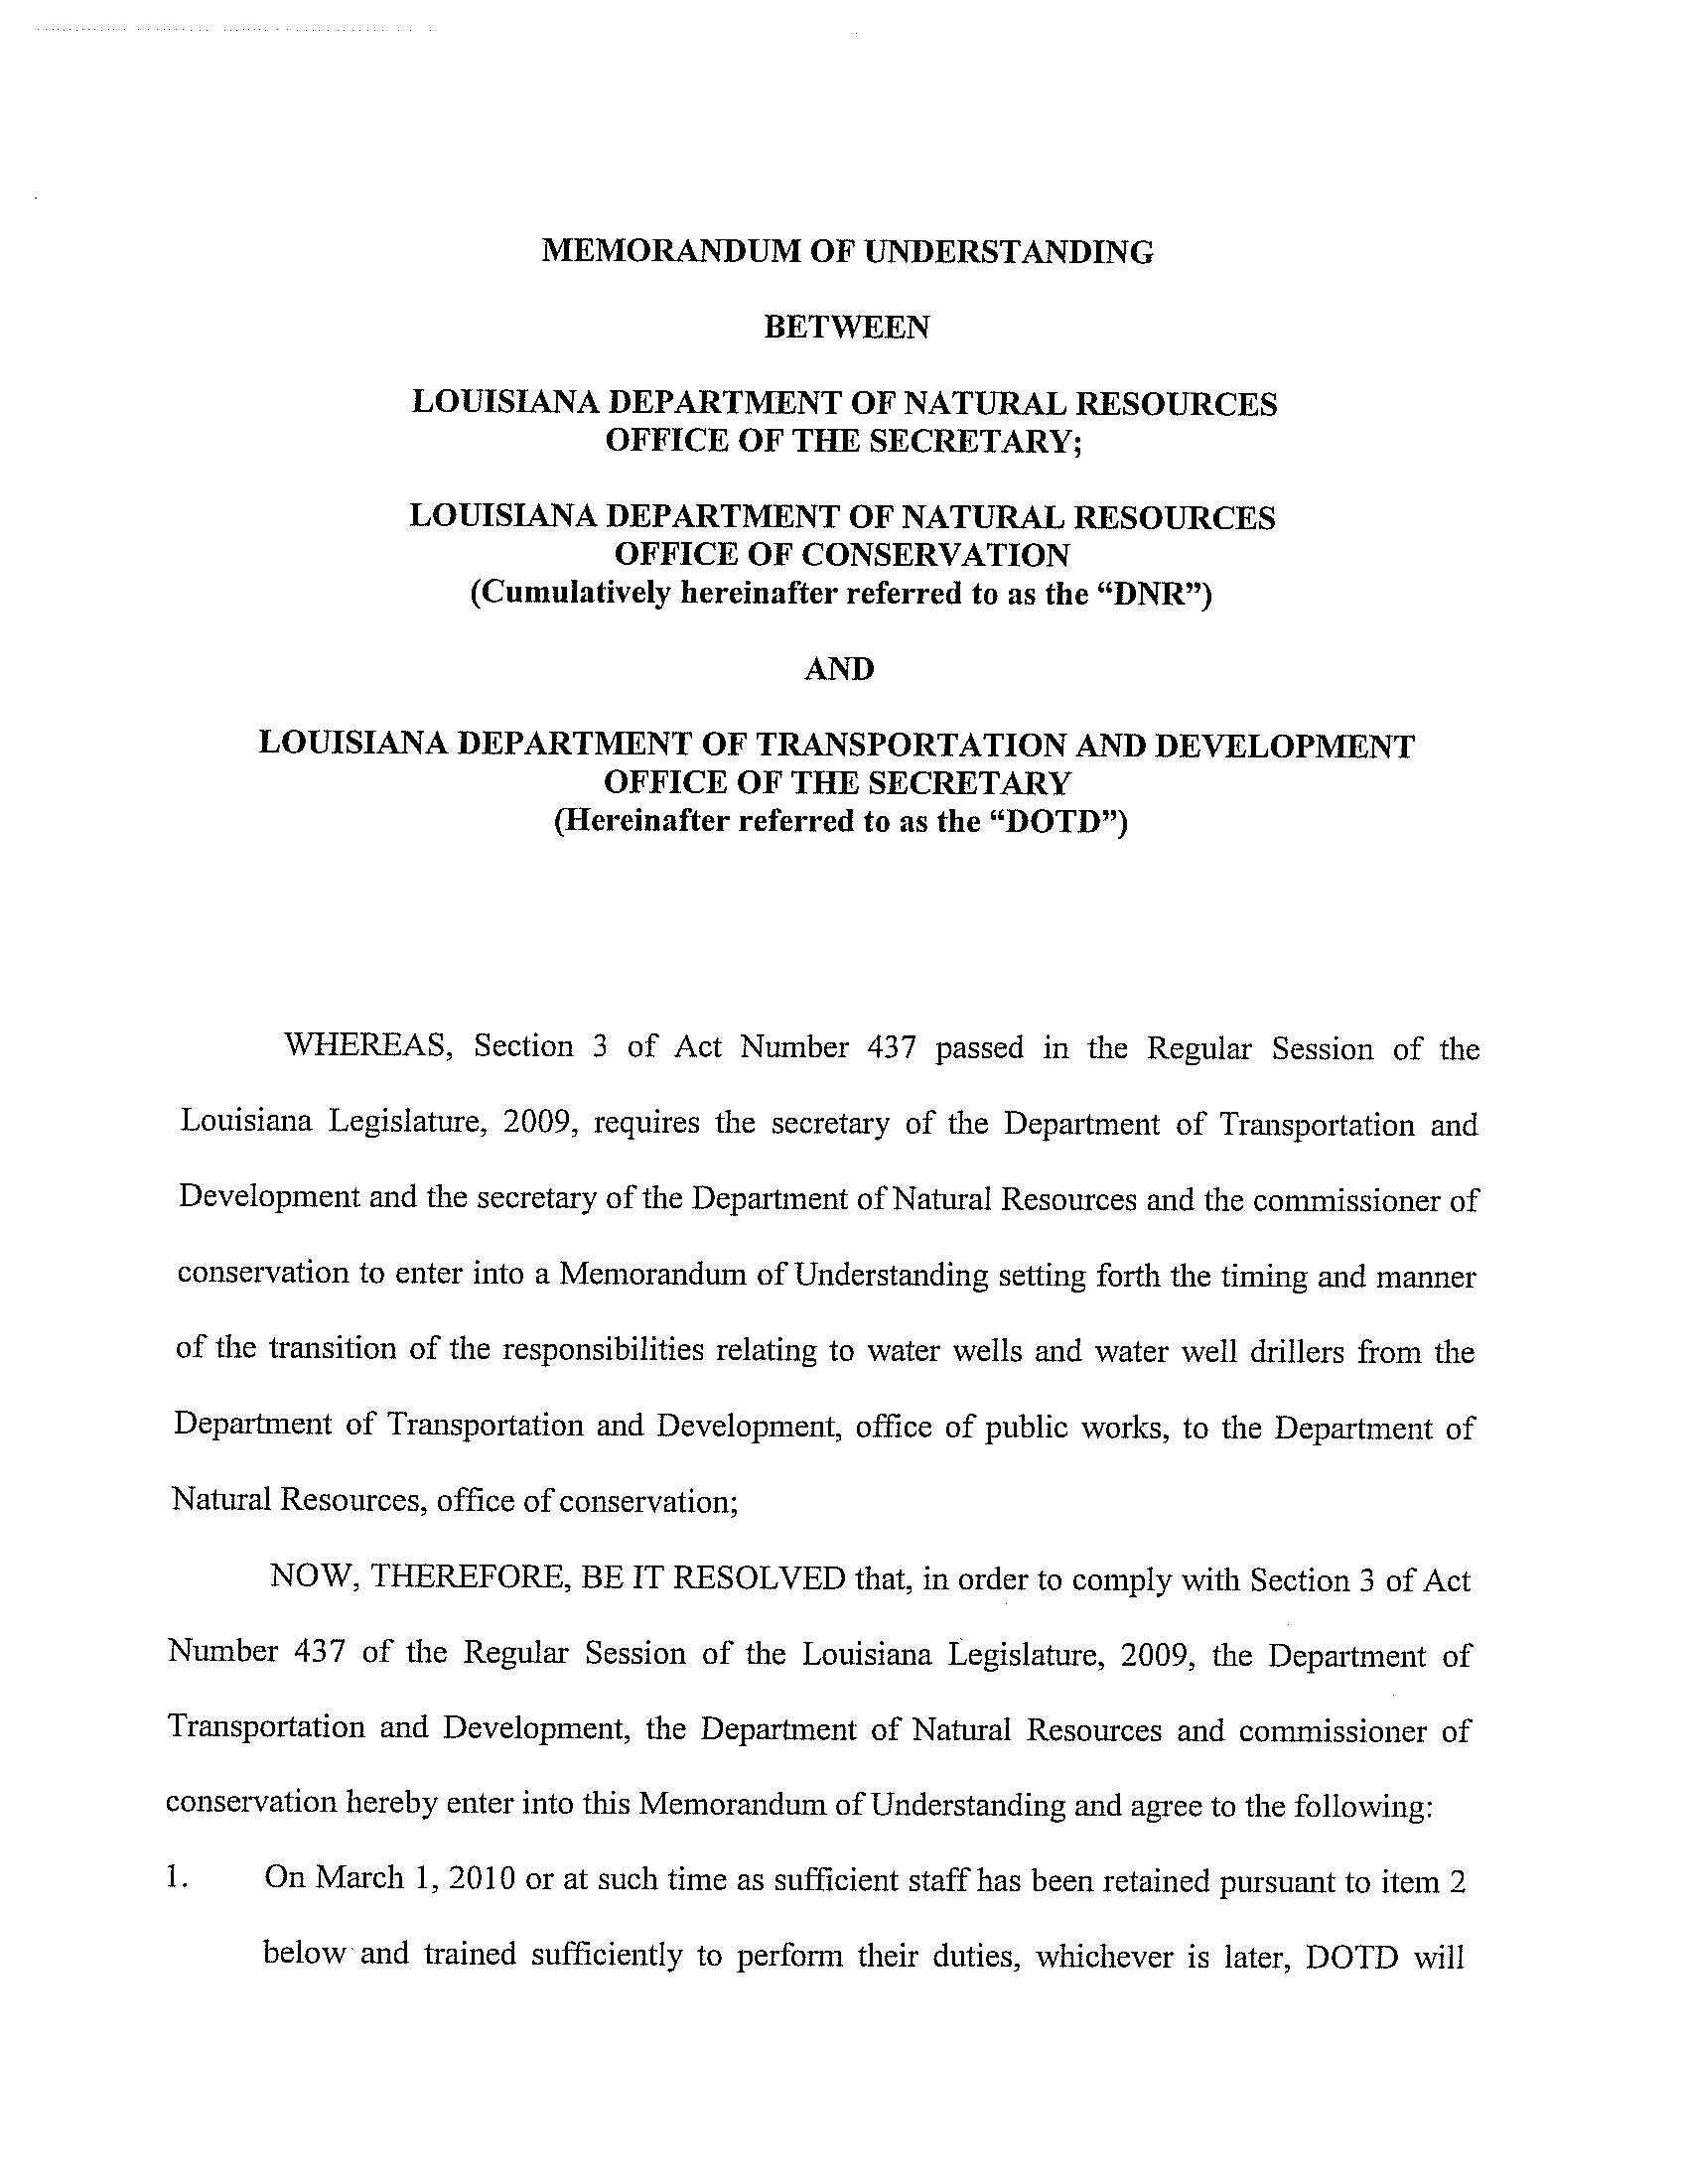 MEMORANDUM OF UNDERSTANDING
BETWEEN
LOUISIANA DEPARTMENT OF NATURAL RESOURCES
OFFICE OF THE SECRETARY;
LOUISIANA DEPARTMENT OF NATURAL RESOURCES
OFFICE OF CONSERVATION
(Cumulatively hereinafter referred to as the “DNR”)
AND
LOUISIANA DEPARTMENT OF TRANSPORTATION AND DEVELOPMENT
OFFICE OF THE SECRETARY
(Hereinafter referred to as the “DOTD”)
WHEREAS, Section 3 of Act Number 437 passed in the Regular Session of the
Louisiana Legislature, 2009, requires the secretary of the Department of Transportation and
Development and the secretary of the Department of Natural Resources and the commissioner of
conservation to enter into a Memorandum of Understanding setting forth the timing and manner
of the transition of the responsibilities relating to water wells and water well drillers from the
Department of Transportation and Development, office of public works, to the Department of
Natural Resources, office of conservation;
NOW, THEREFORE, BE IT RESOLVED that, in order to comply with Section 3 of Act
Number 437 of the Regular Session of the Louisiana Legislature, 2009, the Department of
Transportation and Development, the Department of Natural Resources and commissioner of
conservation hereby enter into this Memorandum of Understanding and agree to the following:
1. On March 1, 2010 or at such time as sufficient staff has been retained pursuant to item 2
below and trained sufficiently to perform their duties, whichever is later, DOTD will